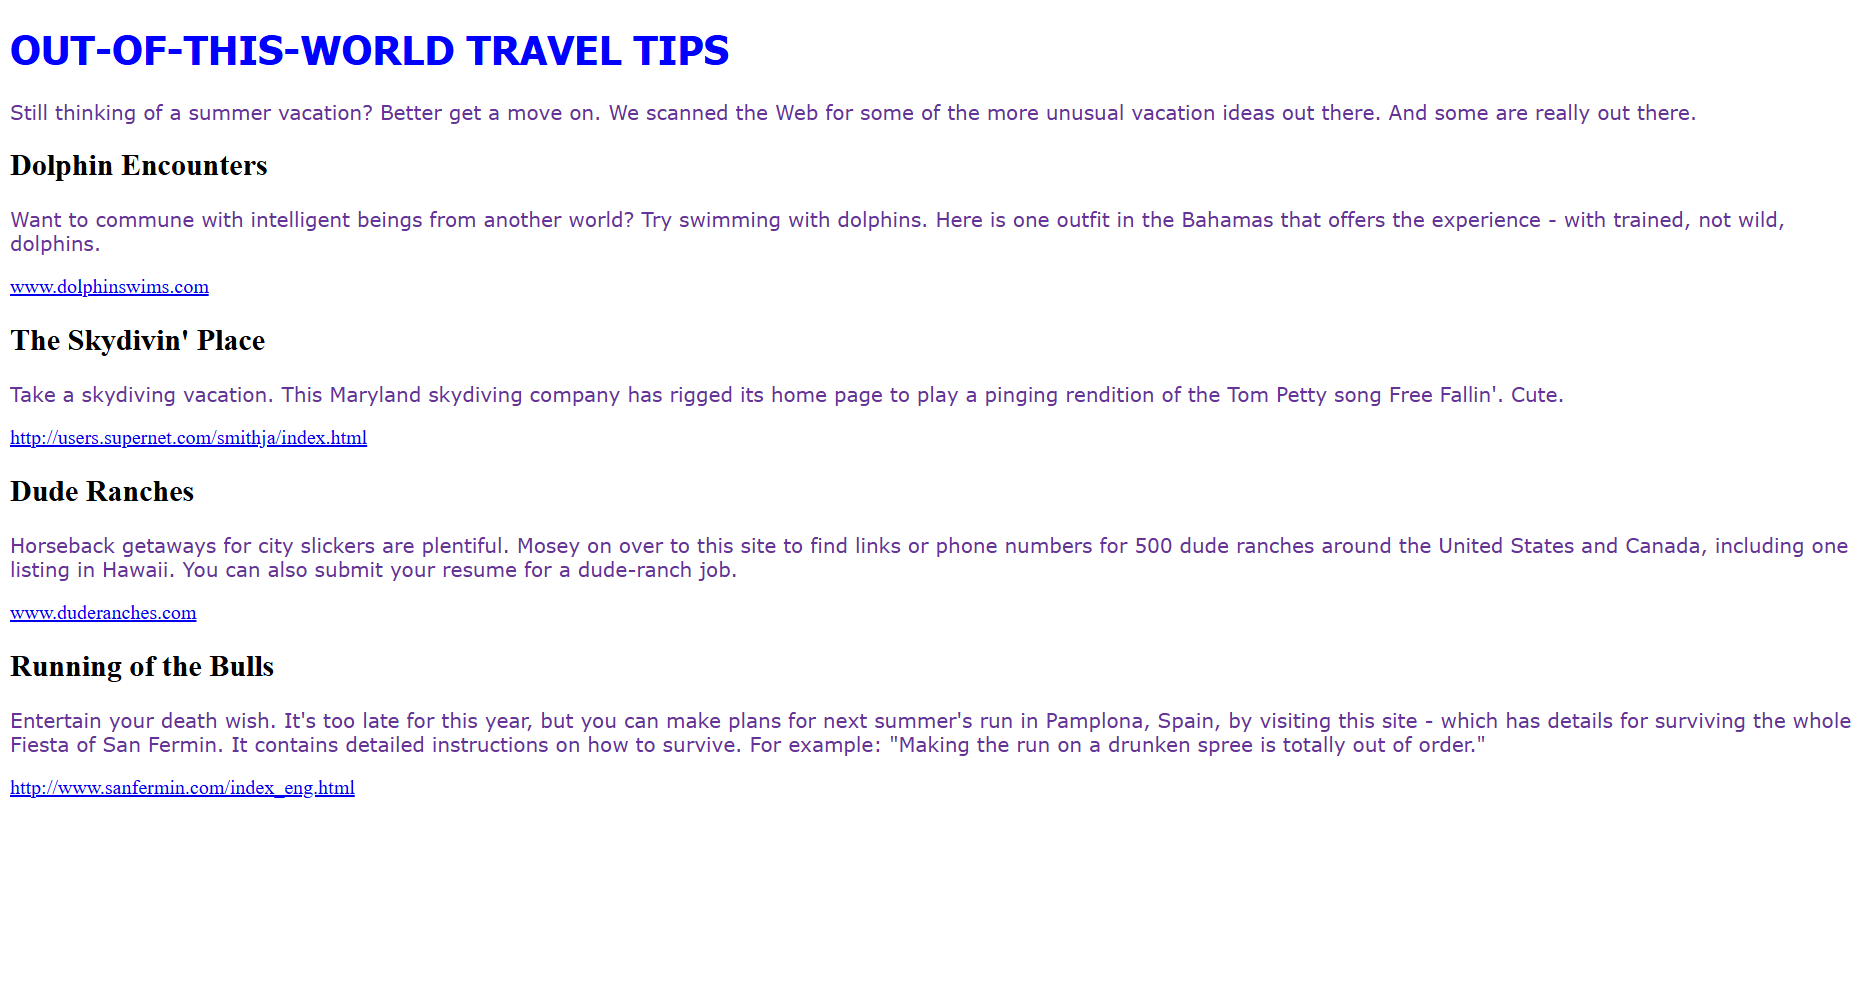 OUT-OF-THIS-WORLD TRAVEL TIPS
Still thinking of a summer vacation? Better get a move on. We scanned the Web for some of the more unusual vacation ideas out there. And some are really out there.
Dolphin Encounters
Want to commune with intelligent beings from another world? Try swimming with dolphins. Here is one outfit in the Bahamas that offers the experience - with trained, not wild,
dolphins.
www.dolphinswims.com
The Skydivin' Place
Take a skydiving vacation. This Maryland skydiving company has rigged its home page to play a pinging rendition of the Tom Petty song Free Fallin'. Cute.
http://users.supernet.com/smithja/index.html
Dude Ranches
Horseback getaways for city slickers are plentiful. Mosey on over to this site to find links or phone numbers for 500 dude ranches around the United States and Canada, including one
listing in Hawaii. You can also submit your resume for a dude-ranch job.
www.duderanches.com
Running of the Bulls
Entertain your death wish. It's too late for this year, but you can make plans for next summer's run in Pamplona, Spain, by visiting this site - which has details for surviving the whole
Fiesta of San Fermin. It contains detailed instructions on how to survive. For example: "Making the run on a drunken spree is totally out of order."
http://www.sanfermin.com/index_eng.html